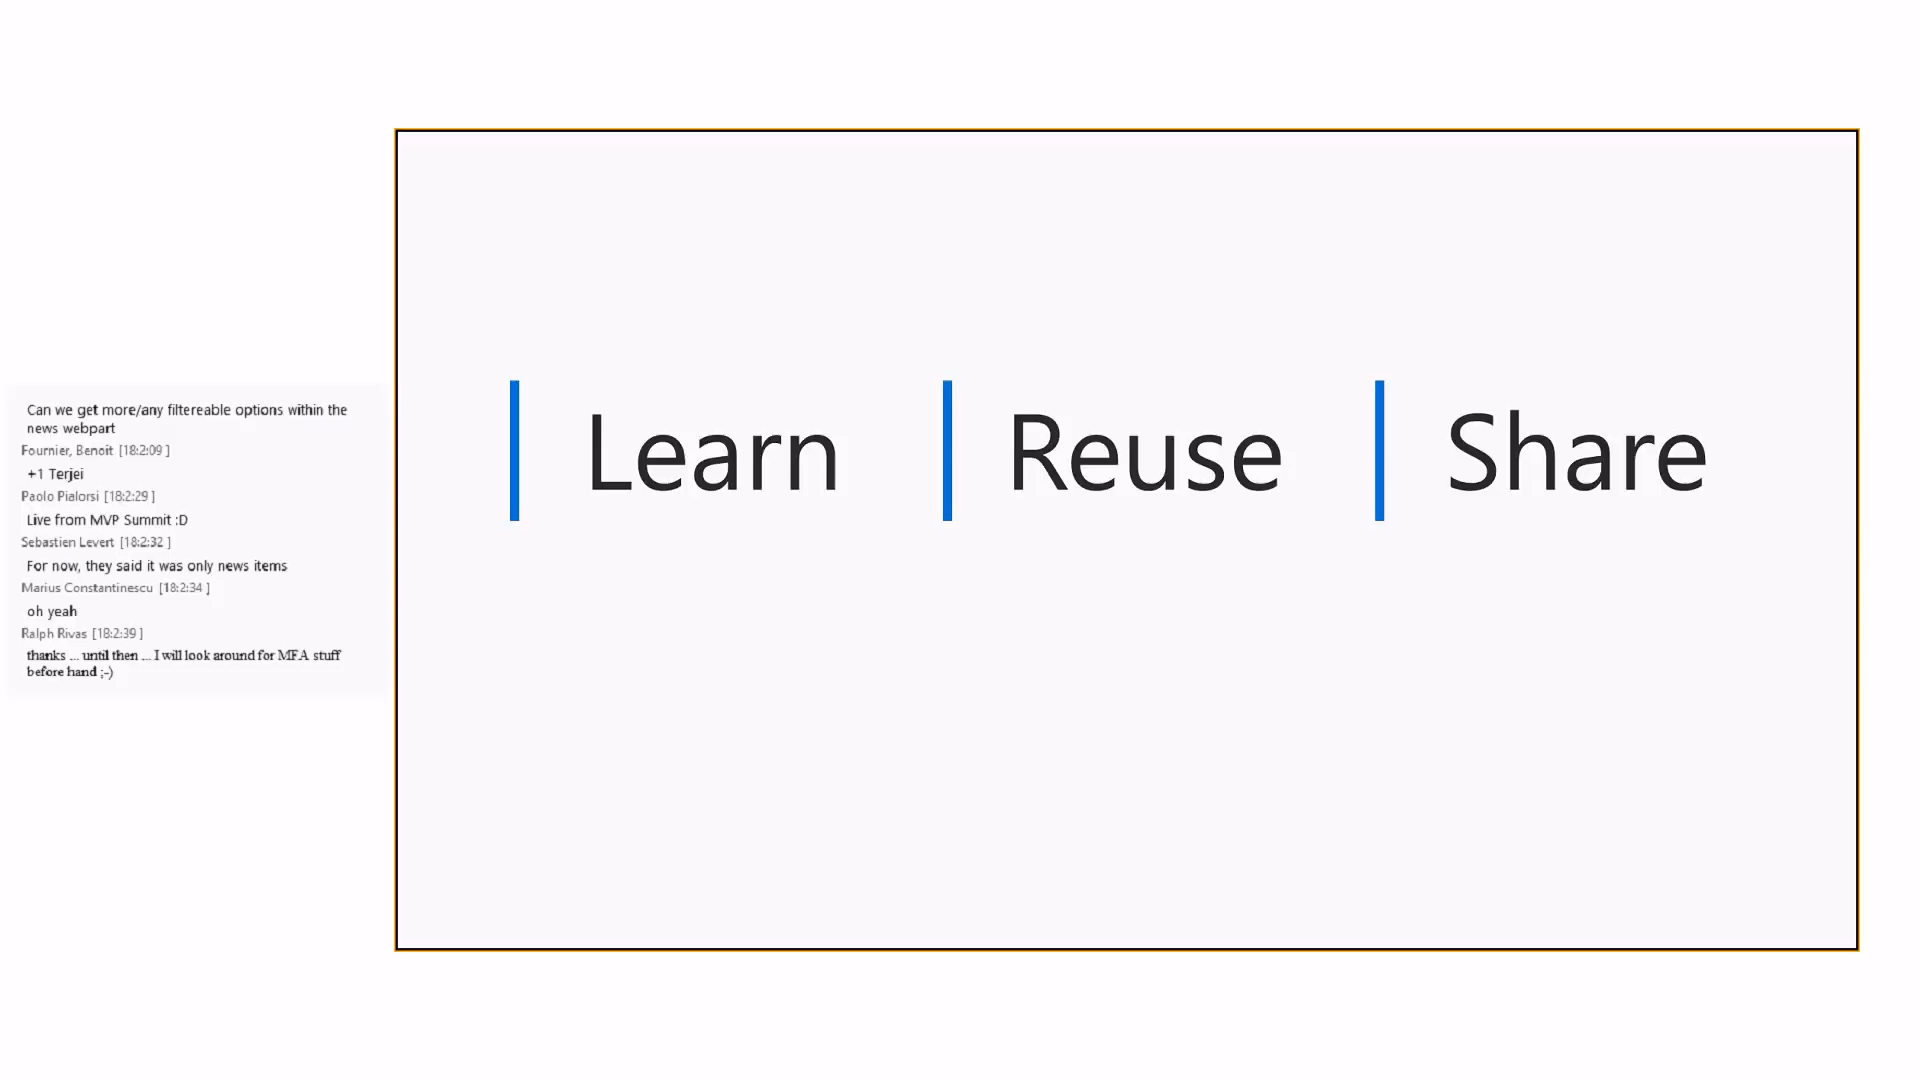 Can we get more/any filtereable options within the
news webpart
Fournier, Benoit [18:2:09 ]
+1 Terjei
Paolo Pialorsi [18:2:29 ]
Live from MVP Summit :D
Sebastien Levert [18:2:32 ]
For now, they said it was only news items
Marius Constantinescu [18:2:34 ]
oh yeah
Ralph Rivas [18:2:39 ]
thanks ... until then ... I will look around for MFA stuff
before hand ;-)
Learn
Reuse
Share